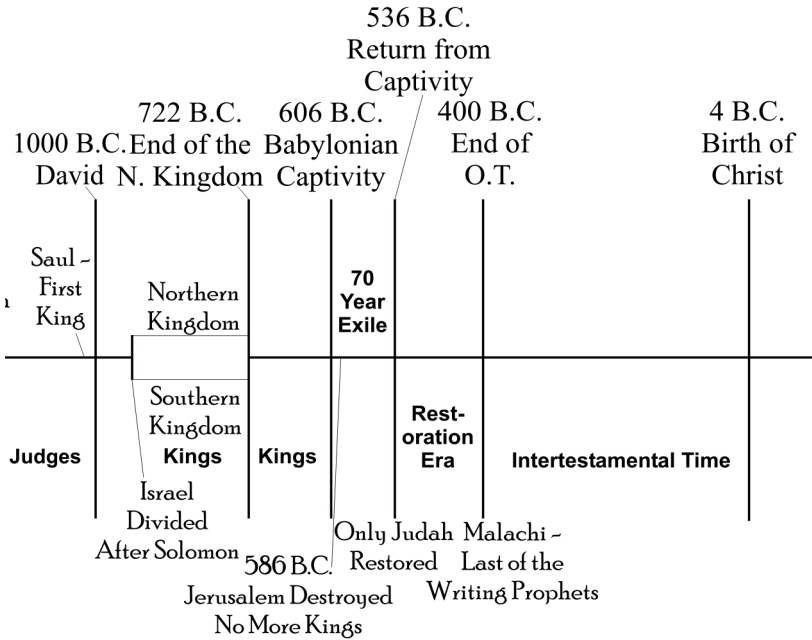 536 B.C.
Return from
Captivity
1000 B.C.
David
722 B.C.
End of the
N. Kingdom
606 B.C.
Babylonian
Captivity
400 B.C.
End of
O.T.
4 B.C.
Birth of
Christ
Saul ~
First
King
Northern
Kingdom
70
Year
Exile
Southern
Kingdom
Judges
Kings
Kings
Rest-
oration
Era
Intertestamental Time
Israel
Divided
After Solomon
586 B.C.
Jerusalem Destroyed
No More Kings
Only Judah
Restored
Malachi ~
Last of the
Writing Prophets